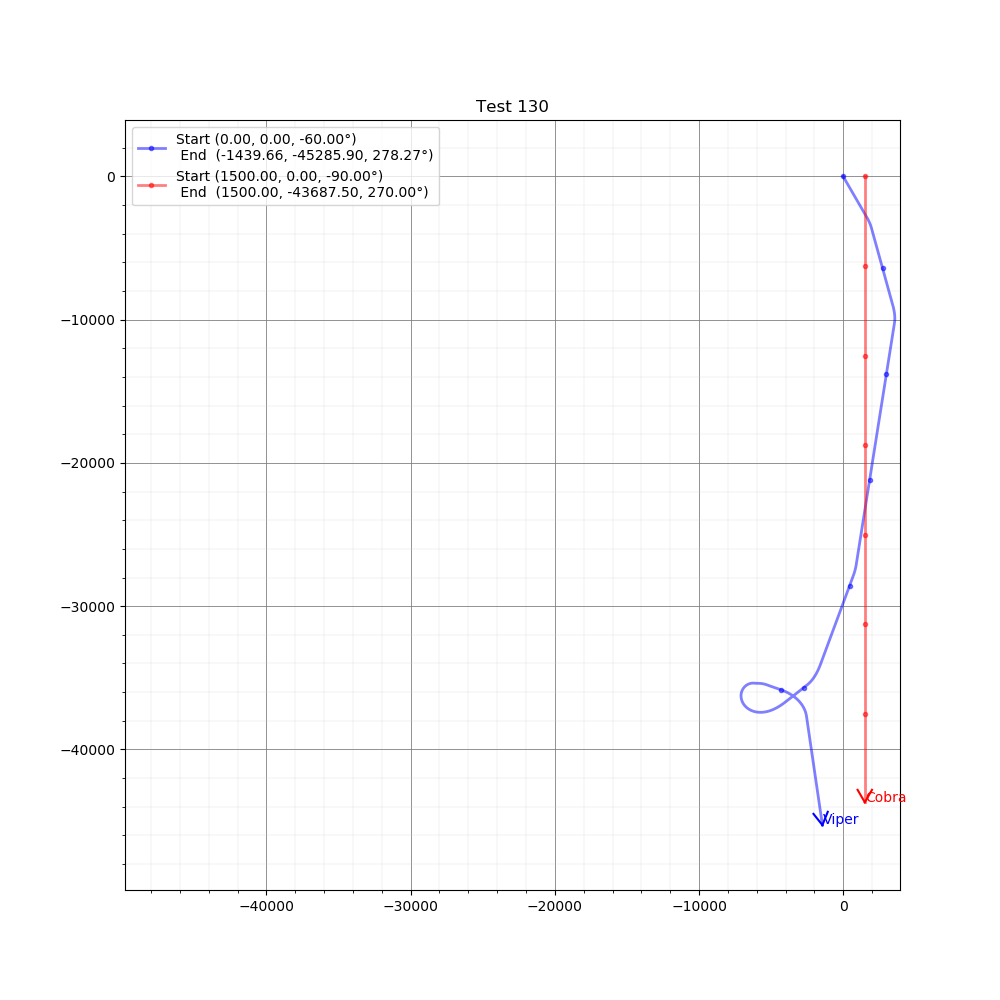 Test 130
Start (0.00, 0.00, -60.00°)
End (-1439.66, -45285.90, 278.27°)
Start (1500.00, 0.00, -90.00°)
End (1500.00, -43687.50, 270.00°)
0
−10000
−20000
−30000
−40000
Cobra
Viper
−40000
−30000
−20000
−10000
0